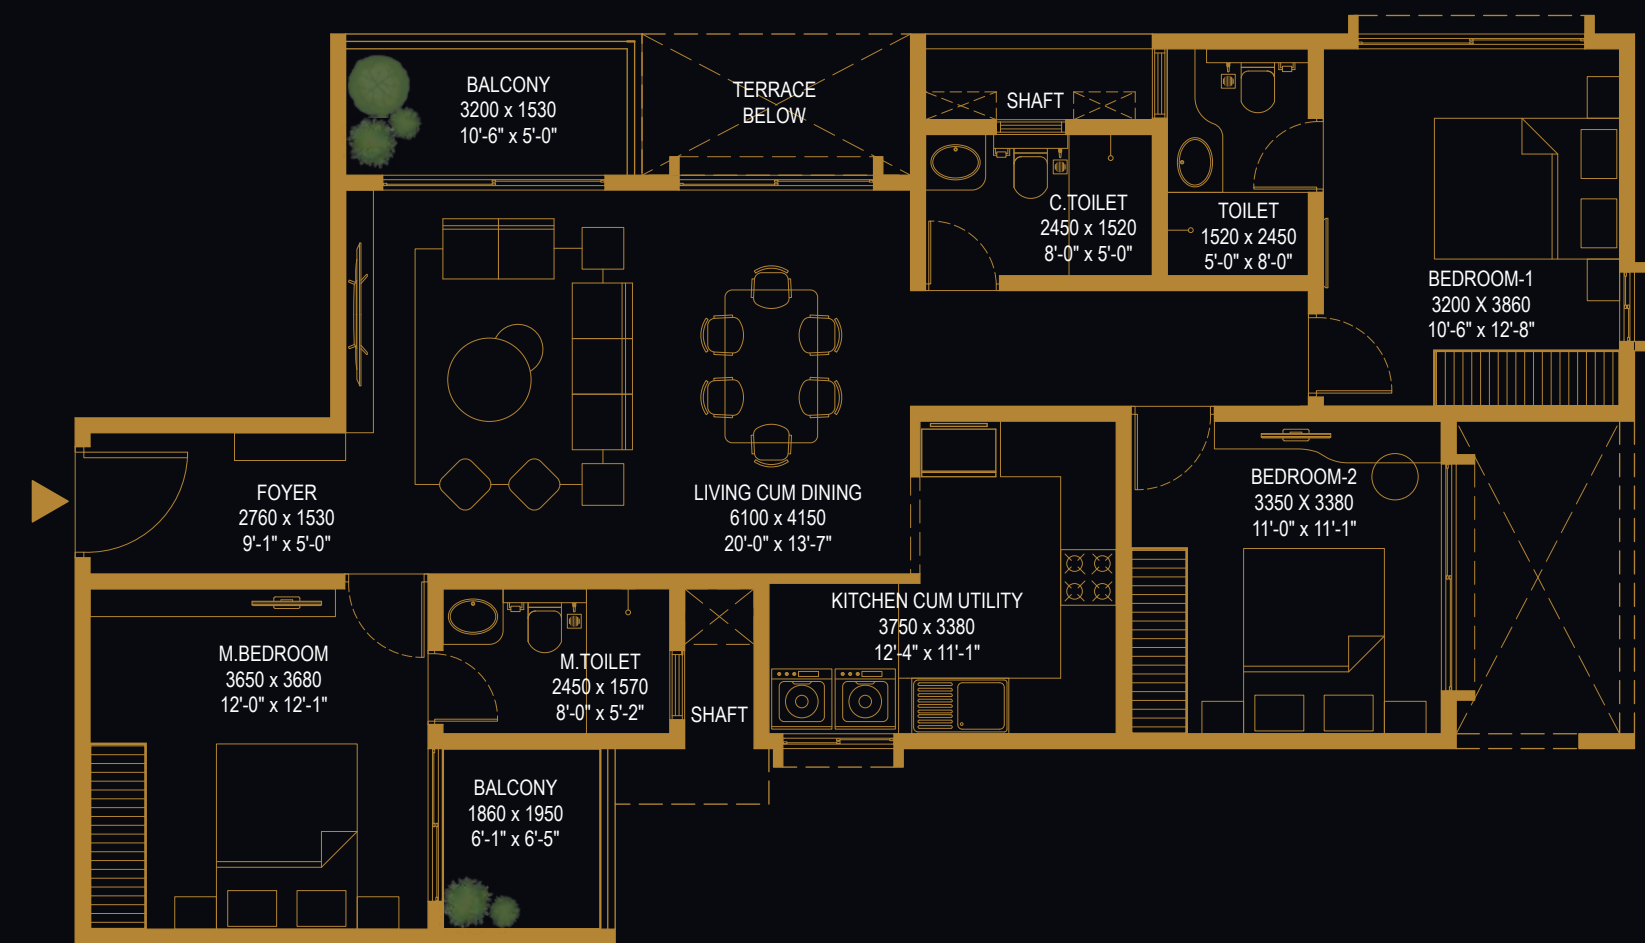 BALCONY
3200 x 1530
10'-6" x 5'-0"
TERRACE
BELOW
SHAFT
C.TOILET
2450 x 1520
8'-0" x 5'-0"
TOILET
1520 x 2450
5'-0" x 8'-0"
BEDROOM-1
3200 X 3860
10'-6" x 12'-8"
FOYER
2760 x 1530
9'-1" x 5'-0"
LIVING CUM DINING
6100 x 4150
20'-0" x 13'-7"
BEDROOM-2
3350 X 3380
11'-0" x 11'-1"
KITCHEN CUM UTILITY
3750 x 3380
12'-4" x 11'-1"
M.BEDROOM
3650 x 3680
12'-0" x 12'-1"
M.TOILET
2450 x 1570
8'-0" x 5'-2"
SHAFT
BALCONY
1860 x 1950
6'-1" x 6'-5"